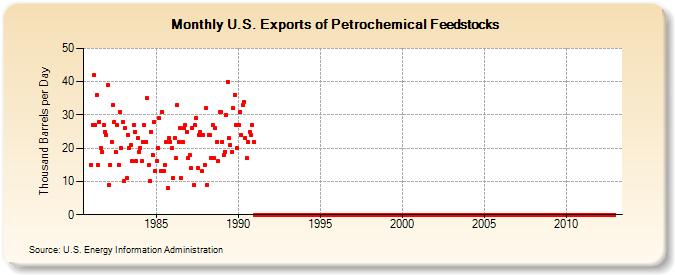 Monthly U.S. Exports of Petrochemical Feedstocks
Thousand Barrels per Day
50
40
30
20
10
0
1985 1990 1995 2000 2005 2010
Source: U.S. Energy Information Administration